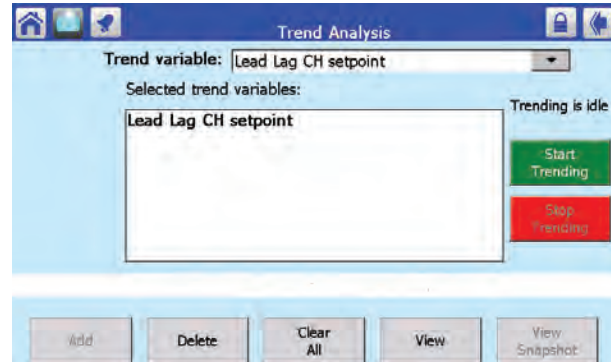 Trend Analysis
Trend variable: Lead Lag CH setpoint
Selected trend variables:
Lead Lag CH setpoint
Trending is idle
Start
Trending
Stop
Trending
Add
Delete
Clear
All
View
View
Snapshot